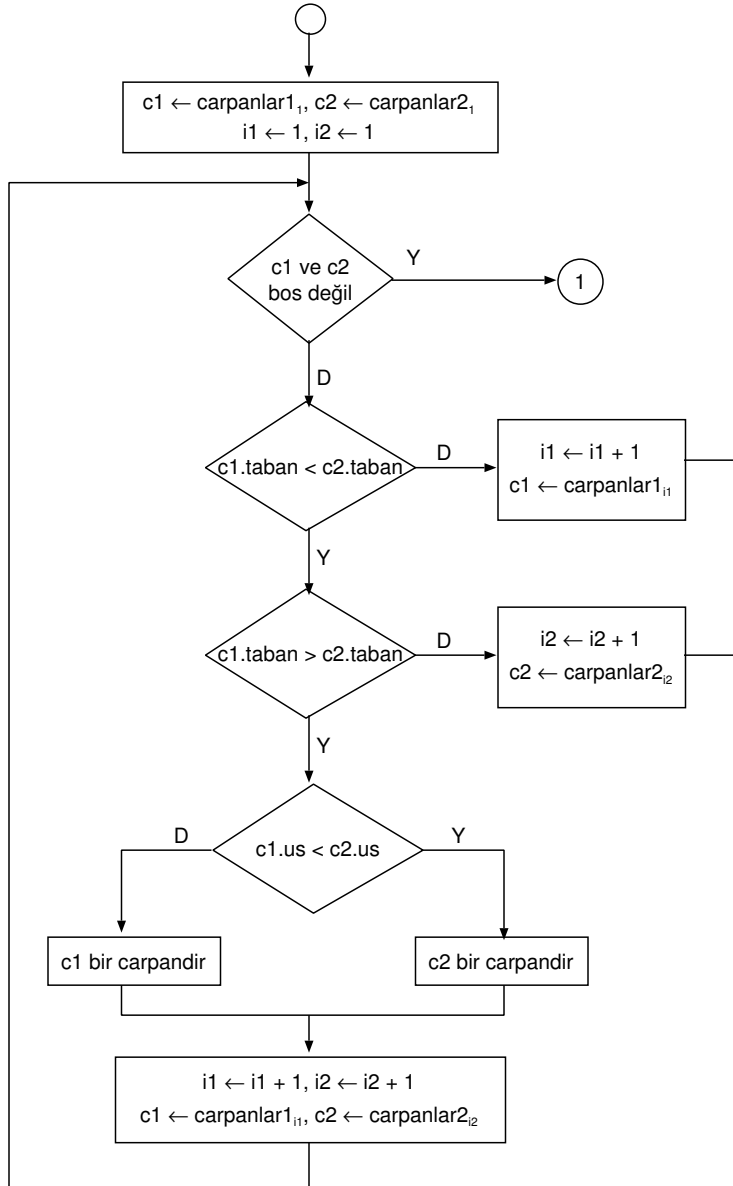 c1 ← carpanlar1₁, c2 ← carpanlar2₁
i1 ← 1, i2 ← 1
c1 ve c2
bos değil
Y
1
D
c1.taban < c2.taban
D
i1 ← i1 + 1
c1 ← carpanlar1ᵢ₁
Y
c1.taban > c2.taban
D
i2 ← i2 + 1
c2 ← carpanlar2ᵢ₂
Y
D
c1.us < c2.us
Y
c1 bir carpandir
c2 bir carpandir
i1 ← i1 + 1, i2 ← i2 + 1
c1 ← carpanlar1ᵢ₁, c2 ← carpanlar2ᵢ₂